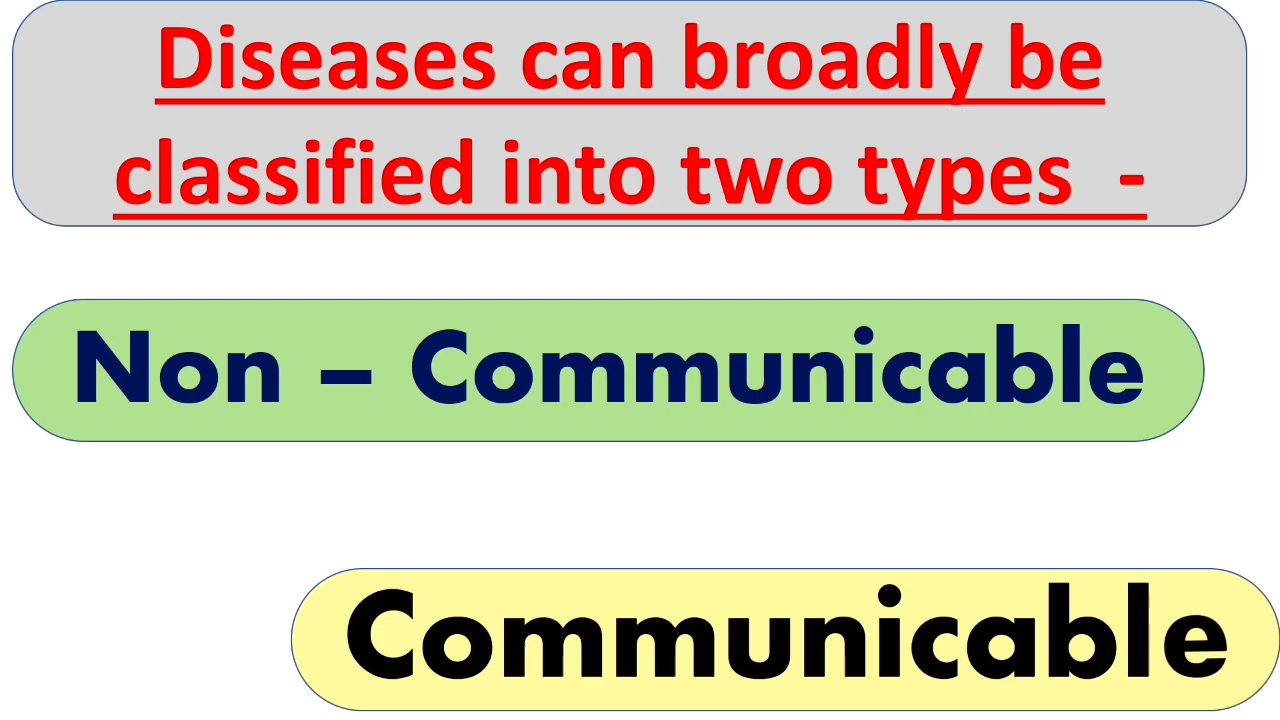 Diseases can broadly be
classified into two types  -
Non – Communicable
Communicable